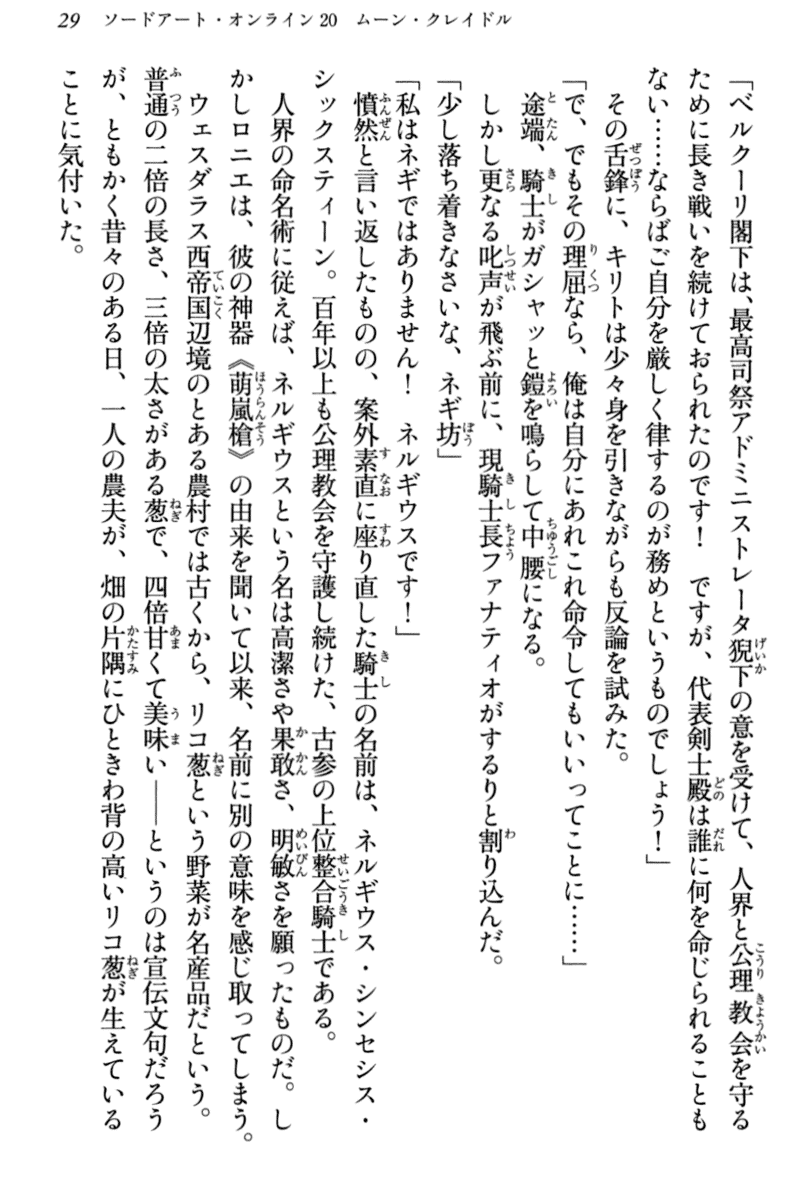 29　ソードアート・オンライン20　ムーン・クレイドル
「ベルクーリ閣下は、最高司祭アドミニストレータ猊下の意を受けて、人界と公理教会を守る
ために長き戦いを続けておられたのです！　ですが、代表剣士殿は誰に何を命じられることも
ない……ならばご自分を厳しく律するのが務めというものでしょう！」
その舌鋒に、キリトは少々身を引きながらも反論を試みた。
「で、でもその理屈なら、俺は自分にあれこれ命令してもいいってことに……」
途端、騎士がガシャッと鎧を鳴らして中腰になる。
しかし更なる叱声が飛ぶ前に、現騎士長ファナティオがするりと割り込んだ。
「少し落ち着きなさいな、ネギ坊」
「私はネギではありません！　ネルギウスです！」
憤然と言い返したものの、案外素直に座り直した騎士の名前は、ネルギウス・シンセシス・
シックスティーン。百年以上も公理教会を守護し続けた、古参の上位整合騎士である。
人界の命名術に従えば、ネルギウスという名は高潔さや果敢さ、明敏さを願ったものだ。し
かしロニエは、彼の神器《萌嵐槍》の由来を聞いて以来、名前に別の意味を感じ取ってしまう。
ウェスダラス西帝国辺境のとある農村では古くから、リコ葱という野菜が名産品だという。
普通の二倍の長さ、三倍の太さがある葱で、四倍甘くて美味い――というのは宣伝文句だろう
が、ともかく昔々のある日、一人の農夫が、畑の片隅にひときわ背の高いリコ葱が生えている
ことに気付いた。